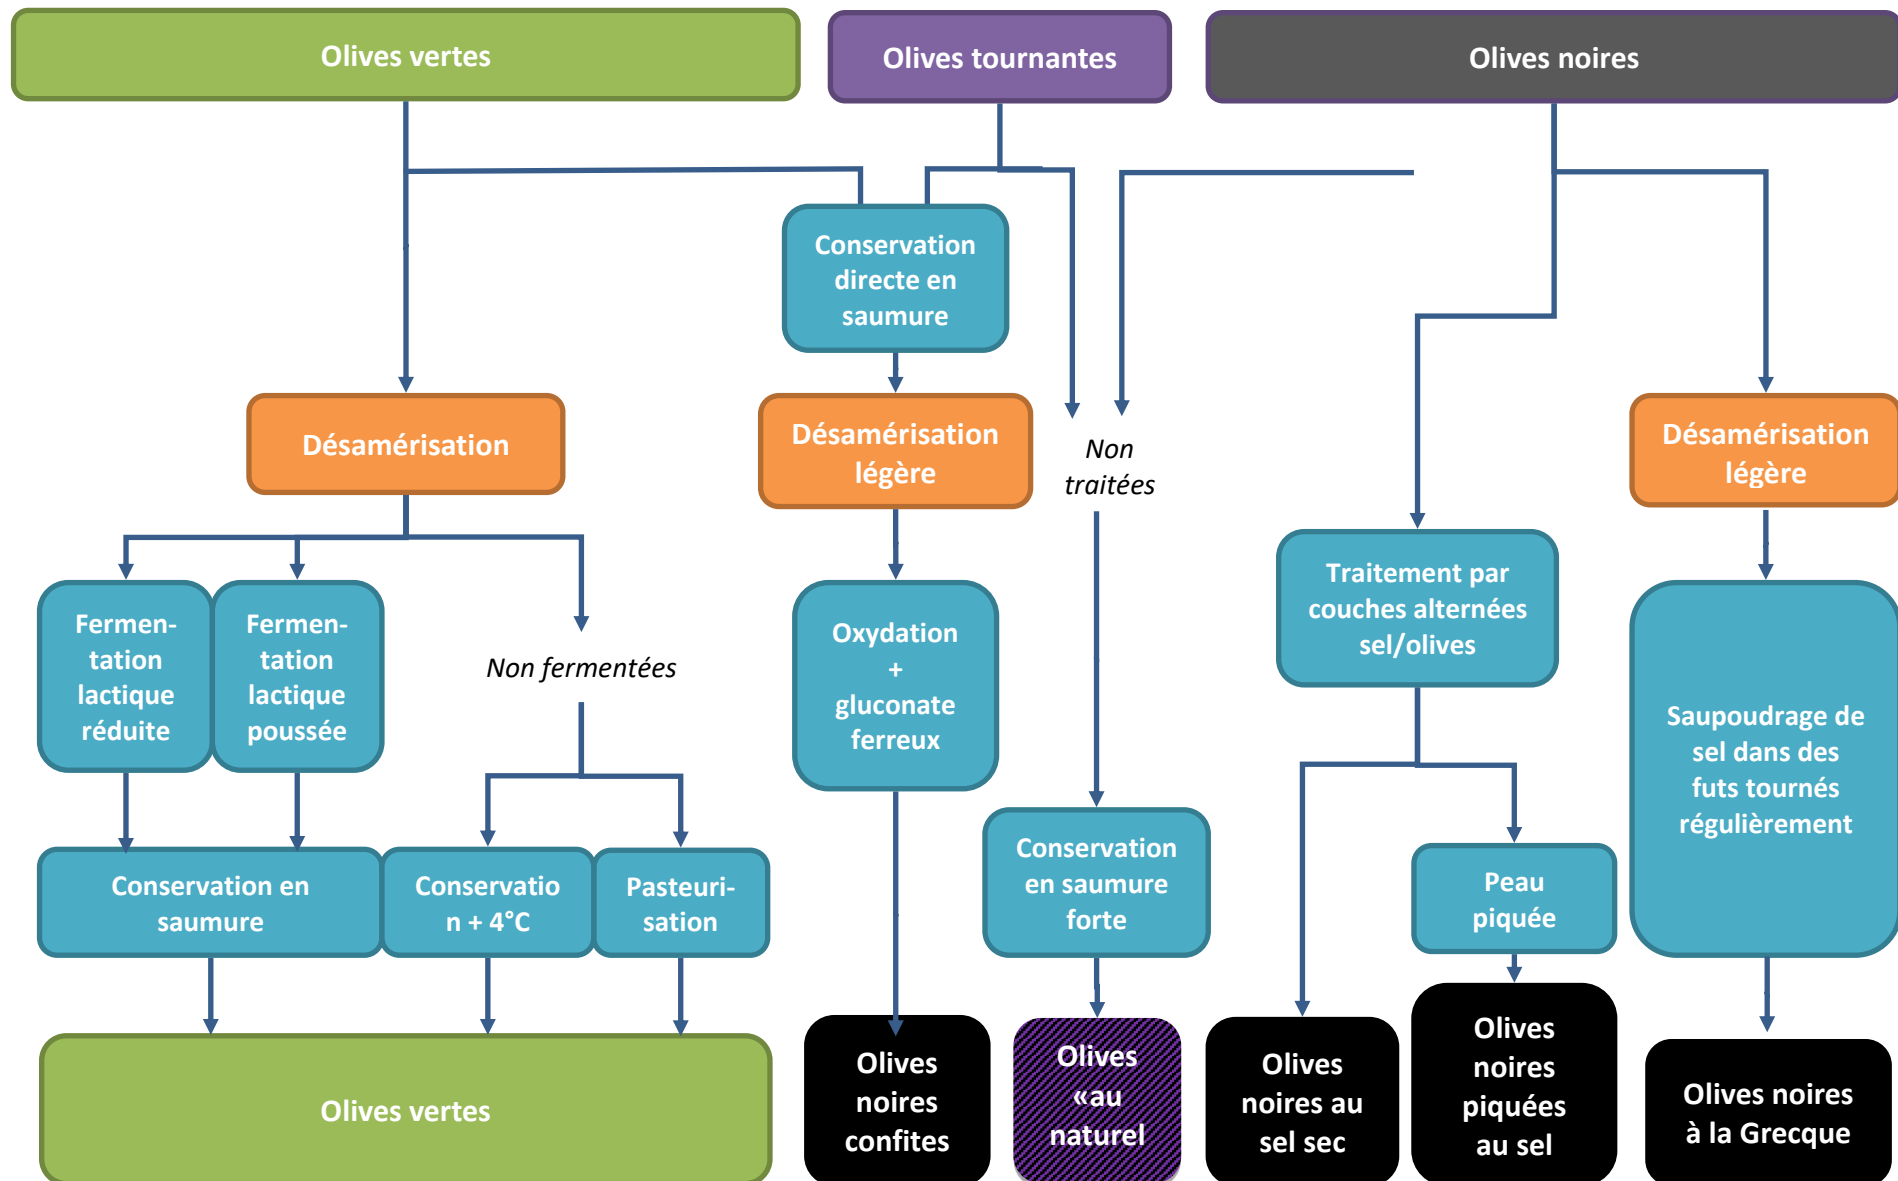 Olives vertes
Olives tournantes
Olives noires
Conservation
directe en
saumure
Désamérisation
Désamérisation
légère
Non
traitées
Désamérisation
légère
Fermen-
tation
lactique
réduite
Fermen-
tation
lactique
poussée
Non fermentées
Oxydation
+
gluconate
ferreux
Traitement par
couches alternées
sel/olives
Saupoudrage de
sel dans des
futs tournés
régulièrement
Conservation en
saumure
Conservatio
n + 4°C
Pasteuri-
sation
Conservation
en saumure
forte
Peau
piquée
Olives vertes
Olives
noires
confites
Olives
«au
naturel
Olives
noires au
sel sec
Olives
noires
piquées
au sel
Olives noires
à la Grecque